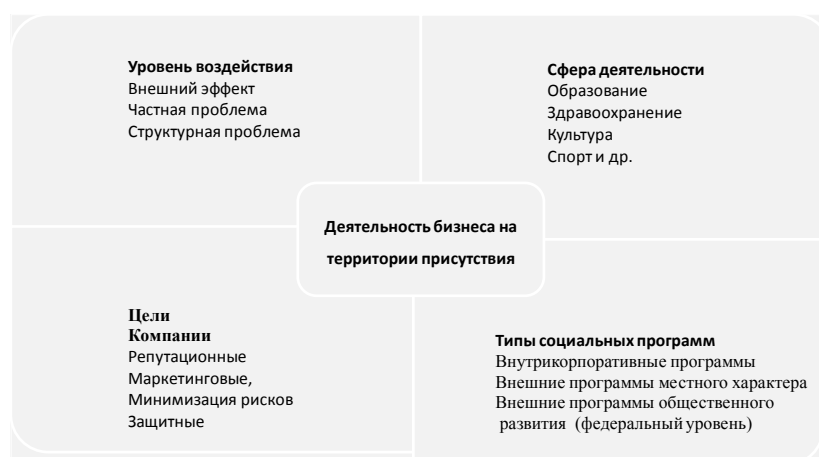 Уровень воздействия
Внешний эффект
Частная проблема
Структурная проблема
Сфера деятельности
Образование
Здравоохранение
Культура
Спорт и др.
Деятельность бизнеса на
территории присутствия
Цели
Компании
Репутационные
Маркетинговые,
Минимизация рисков
Защитные
Типы социальных программ
Внутрикорпоративные программы
Внешние программы местного характера
Внешние программы общественного
развития (федеральный уровень)